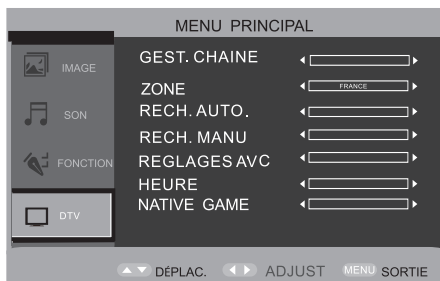 MENU PRINCIPAL
IMAGE
SON
FONCTION
DTV
GEST. CHAINE
ZONE FRANCE
RECH. AUTO.
RECH. MANU
REGLAGES AVC
HEURE
NATIVE GAME
DÉPLAC. ADJUST MENU SORTIE